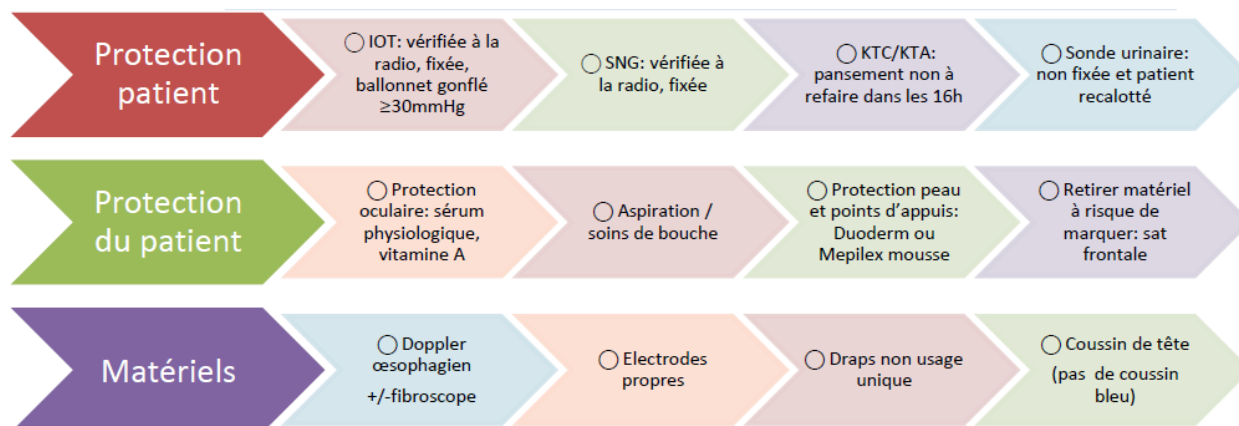 Protection
patient
◯ IOT: vérifiée à la
radio, fixée,
ballonnet gonflé
≥30mmHg
◯ SNG: vérifiée à
la radio, fixée
◯ KTC/KTA:
pansement non à
refaire dans les 16h
◯ Sonde urinaire:
non fixée et patient
recalotté
Protection
du patient
◯ Protection
oculaire: sérum
physiologique,
vitamine A
◯ Aspiration /
soins de bouche
◯ Protection peau
et points d'appuis:
Duoderm ou
Mepilex mousse
◯ Retirer matériel
à risque de
marquer: sat
frontale
Matériels
◯ Doppler
œsophagien
+/-fibroscope
◯ Electrodes
propres
◯ Draps non usage
unique
◯ Coussin de tête
(pas de coussin
bleu)